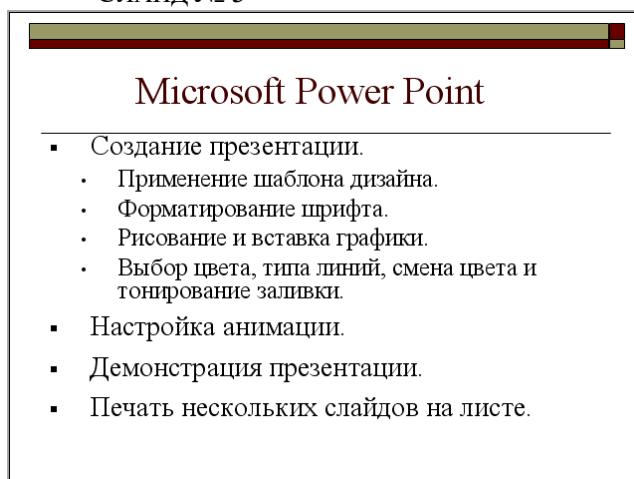 Microsoft Power Point
▪ Создание презентации.
• Применение шаблона дизайна.
• Форматирование шрифта.
• Рисование и вставка графики.
• Выбор цвета, типа линий, смена цвета и
тонирование заливки.
▪ Настройка анимации.
▪ Демонстрация презентации.
▪ Печать нескольких слайдов на листе.